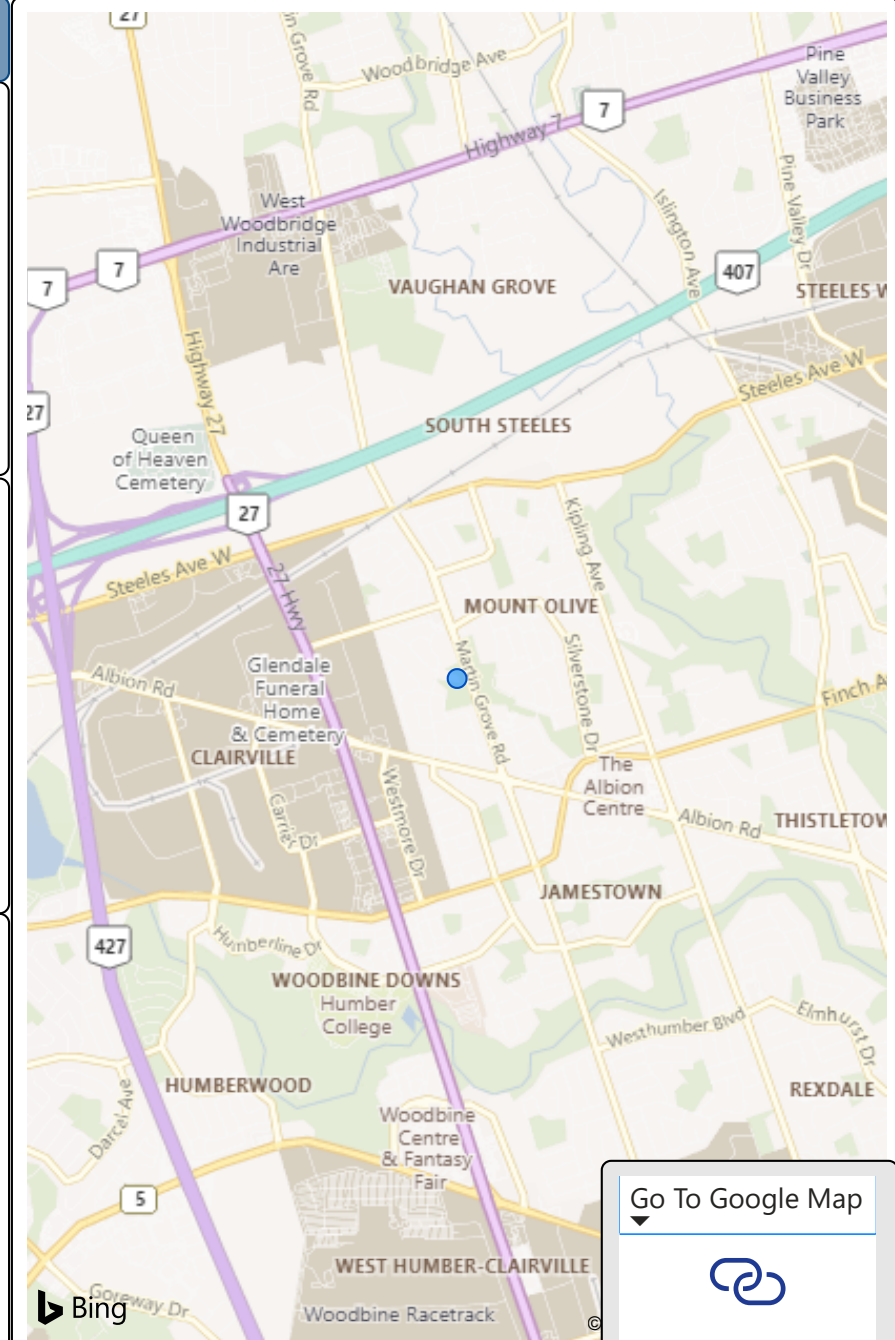 27
in Grove Rd
Woodbridge Ave
Pine
Valley
Business
Park
7
Highway 7
West
Woodbridge
Industrial
Are
Islington Ave
Pine Valley Dr
407
7
7
VAUGHAN GROVE
STEELES W
Highway 27
Steeles Ave W
27
SOUTH STEELES
Queen
of Heaven
Cemetery
27
Kipling Ave
Steeles Ave W
27 Hwy
MOUNT OLIVE
Martin Grove Rd
Silverstone Dr
Glendale
Funeral
Home
& Cemetery
Albion Rd
Finch A
CLAIRVILLE
The
Albion
Centre
Westmore Dr
Carrier Dr
Albion Rd
THISTLETOW
JAMESTOWN
427
Humberline Dr
WOODBINE DOWNS
Humber
College
Westhumber Blvd
Elmhurst Dr
HUMBERWOOD
REXDALE
Darcel Ave
Woodbine
Centre
& Fantasy
Fair
5
Go To Google Map
WEST HUMBER-CLAIRVILLE
Goreway Dr
Bing
Woodbine Racetrack
©